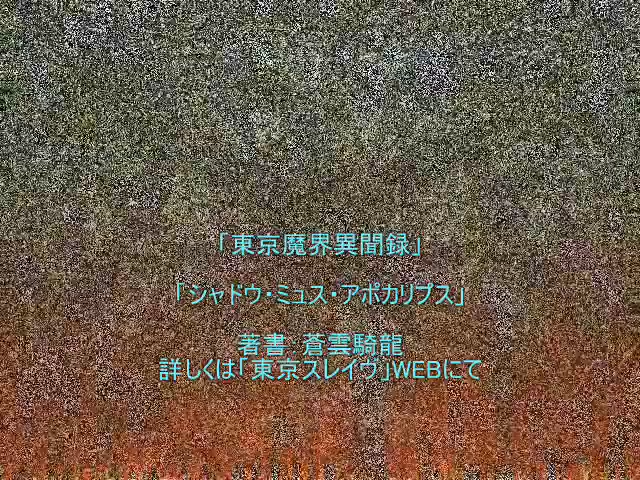 「東京魔界異聞録」
「シャドゥ・ミュス・アポカリプス」
著書 蒼雲騎龍
詳しくは「東京スレイヴ」WEBにて